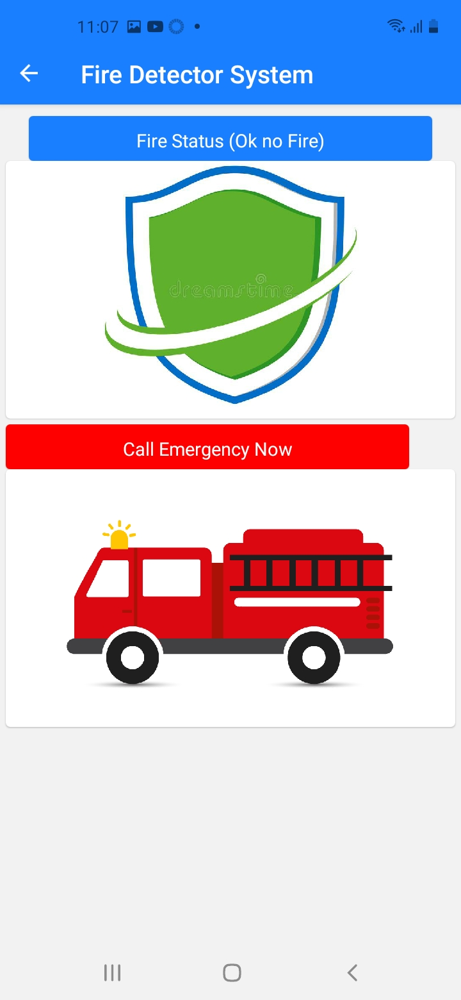 11:07
Fire Detector System
Fire Status (Ok no Fire)
dreamstime
Call Emergency Now